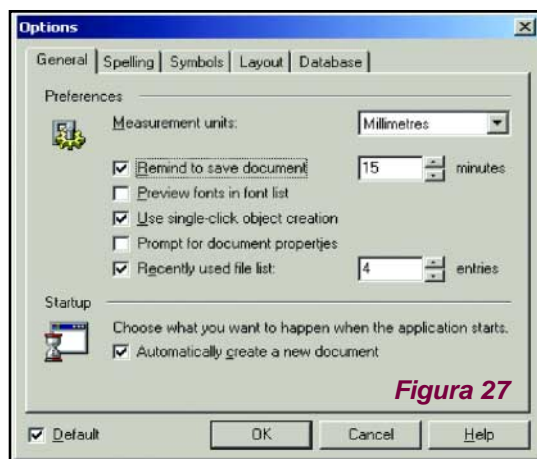 Options
General Spelling Symbols Layout Database
Preferences
Measurement units: Millimetres
Remind to save document 15 minutes
Preview fonts in font list
Use single-click object creation
Prompt for document properties
Recently used file list: 4 entries
Startup
Choose what you want to happen when the application starts.
Automatically create a new document
Figura 27
Default OK Cancel Help